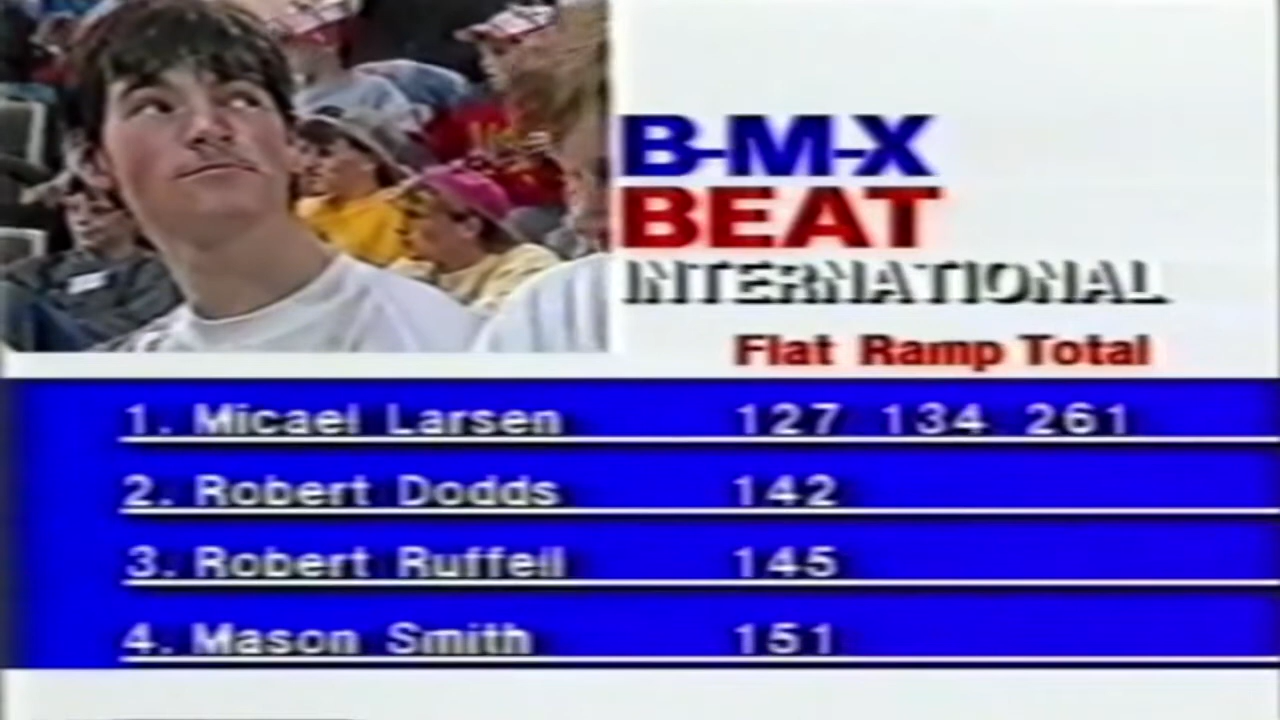 B-M-X
BEAT
INTERNATIONAL
Flat Ramp Total
1. Micael Larsen 127 134 261
2. Robert Dodds 142
3. Robert Ruffell 145
4. Mason Smith 151